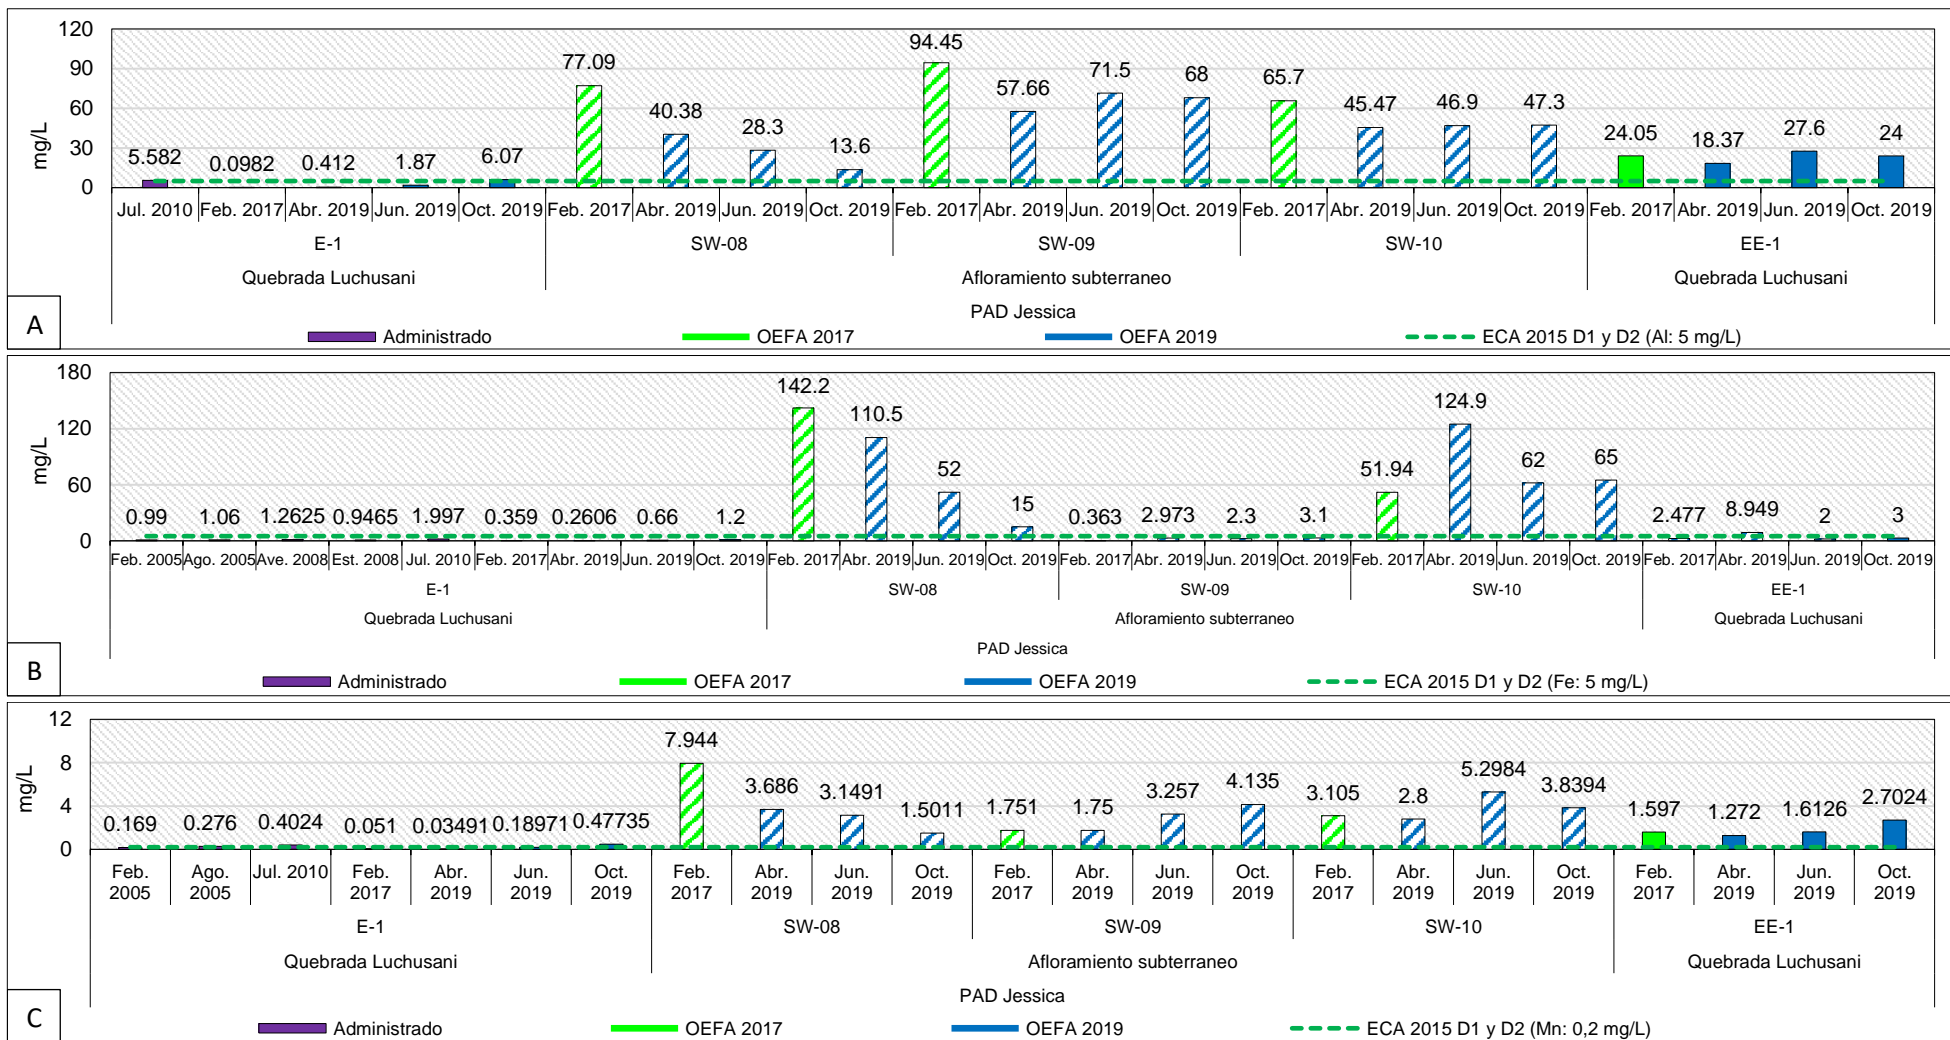 120
90
60
30
0
mg/L
5.582 0.0982 0.412 1.87 6.07 77.09 40.38 28.3 13.6 94.45 57.66 71.5 68 65.7 45.47 46.9 47.3 24.05 18.37 27.6 24
Jul. 2010 Feb. 2017 Abr. 2019 Jun. 2019 Oct. 2019 Feb. 2017 Abr. 2019 Jun. 2019 Oct. 2019 Feb. 2017 Abr. 2019 Jun. 2019 Oct. 2019 Feb. 2017 Abr. 2019 Jun. 2019 Oct. 2019 Feb. 2017 Abr. 2019 Jun. 2019 Oct. 2019
E-1 SW-08 SW-09 SW-10 EE-1
Quebrada Luchusani Afloramiento subterraneo Quebrada Luchusani
PAD Jessica
A
Administrado OEFA 2017 OEFA 2019 ECA 2015 D1 y D2 (Al: 5 mg/L)
180
120
60
0
mg/L
0.99 1.06 1.2625 0.9465 1.997 0.359 0.2606 0.66 1.2 142.2 110.5 52 15 0.363 2.973 2.3 3.1 51.94 124.9 62 65 2.477 8.949 2 3
Feb. 2005 Ago. 2005 Ave. 2008 Est. 2008 Jul. 2010 Feb. 2017 Abr. 2019 Jun. 2019 Oct. 2019 Feb. 2017 Abr. 2019 Jun. 2019 Oct. 2019 Feb. 2017 Abr. 2019 Jun. 2019 Oct. 2019 Feb. 2017 Abr. 2019 Jun. 2019 Oct. 2019 Feb. 2017 Abr. 2019 Jun. 2019 Oct. 2019
E-1 SW-08 SW-09 SW-10 EE-1
Quebrada Luchusani Afloramiento subterraneo Quebrada Luchusani
PAD Jessica
B
Administrado OEFA 2017 OEFA 2019 ECA 2015 D1 y D2 (Fe: 5 mg/L)
12
8
4
0
mg/L
0.169 0.276 0.4024 0.051 0.03491 0.18971 0.47735 7.944 3.686 3.1491 1.5011 1.751 1.75 3.257 4.135 3.105 2.8 5.2984 3.8394 1.597 1.272 1.6126 2.7024
Feb. Ago. Jul. 2010 Feb. Abr. Jun. Oct. Feb. Abr. Jun. Oct. Feb. Abr. Jun. Oct. Feb. Abr. Jun. Oct. Feb. Abr. Jun. Oct.
2005 2005 2017 2019 2019 2019 2017 2019 2019 2019 2017 2019 2019 2019 2017 2019 2019 2019 2017 2019 2019 2019
E-1 SW-08 SW-09 SW-10 EE-1
Quebrada Luchusani Afloramiento subterraneo Quebrada Luchusani
PAD Jessica
C
Administrado OEFA 2017 OEFA 2019 ECA 2015 D1 y D2 (Mn: 0,2 mg/L)